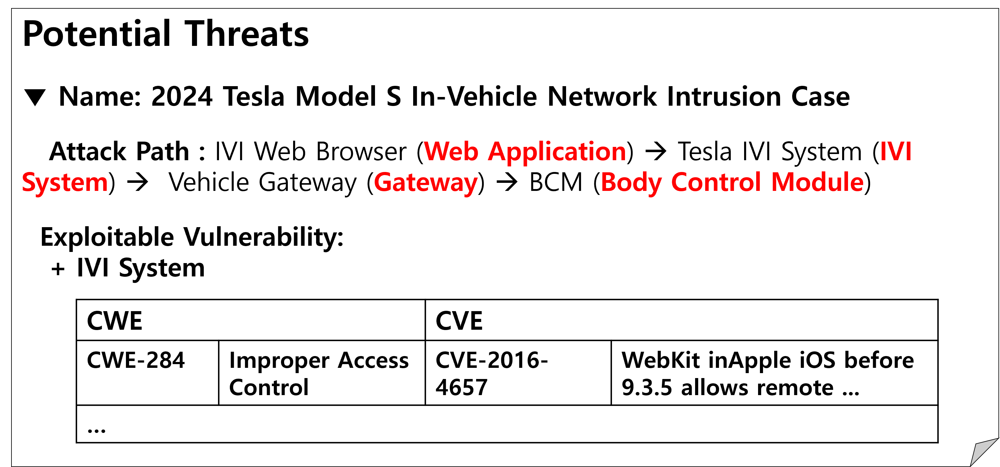 Potential Threats
▼ Name: 2024 Tesla Model S In-Vehicle Network Intrusion Case
Attack Path : IVI Web Browser (Web Application) → Tesla IVI System (IVI
System) → Vehicle Gateway (Gateway) → BCM (Body Control Module)
Exploitable Vulnerability:
+ IVI System
CWE CVE
CWE-284
Improper Access
Control
CVE-2016-
4657
WebKit inApple iOS before
9.3.5 allows remote ...
...